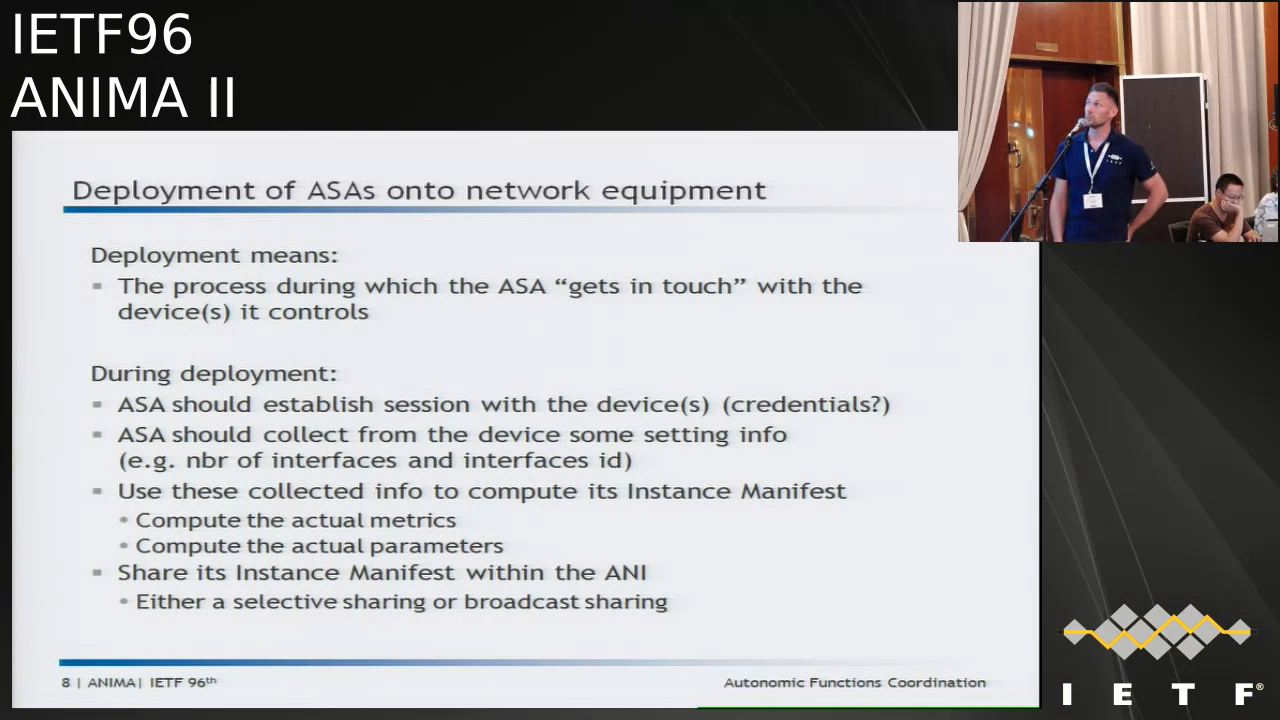 IETF96
ANIMA II
Deployment of ASAs onto network equipment
Deployment means:
▪ The process during which the ASA “gets in touch” with the
device(s) it controls
During deployment:
▪ ASA should establish session with the device(s) (credentials?)
▪ ASA should collect from the device some setting info
(e.g. nbr of interfaces and interfaces id)
▪ Use these collected info to compute its Instance Manifest
• Compute the actual metrics
• Compute the actual parameters
▪ Share its Instance Manifest within the ANI
• Either a selective sharing or broadcast sharing
8 | ANIMA| IETF 96th
Autonomic Functions Coordination
I E T F®